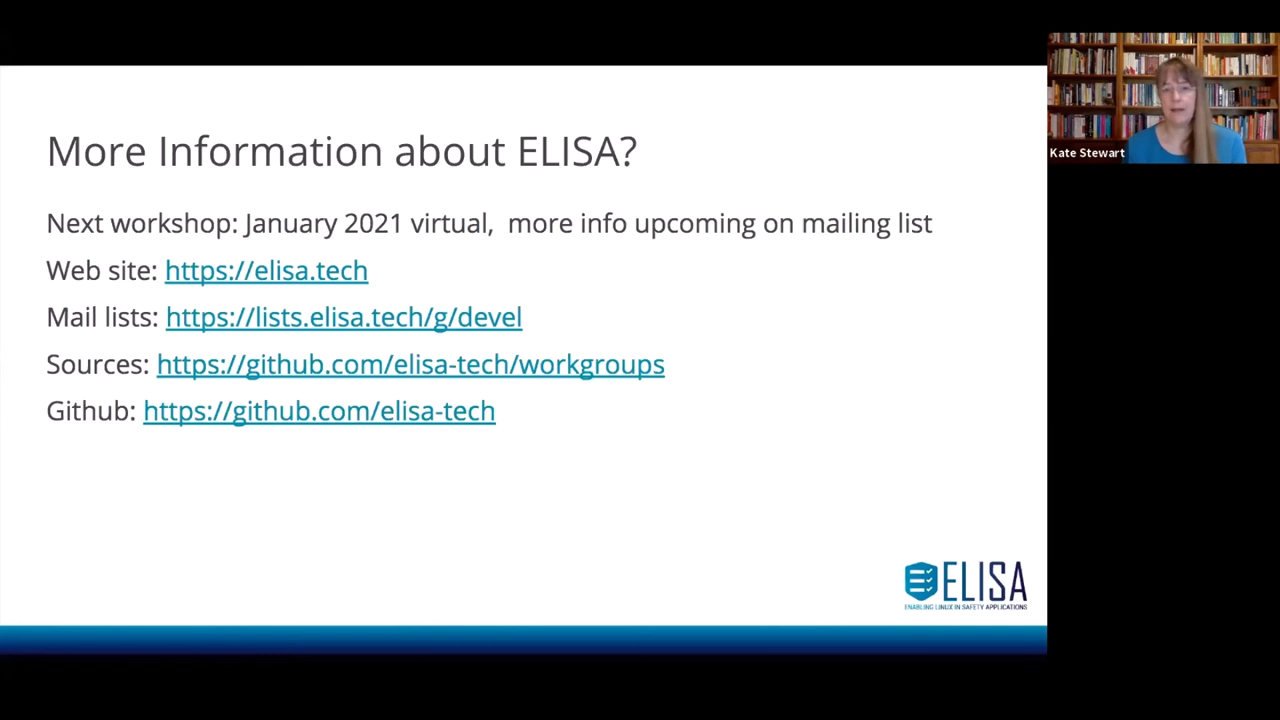 More Information about ELISA?
Next workshop: January 2021 virtual, more info upcoming on mailing list
Web site: https://elisa.tech
Mail lists: https://lists.elisa.tech/g/devel
Sources: https://github.com/elisa-tech/workgroups
Github: https://github.com/elisa-tech
ELISA
ENABLING LINUX IN SAFETY APPLICATIONS
Kate Stewart